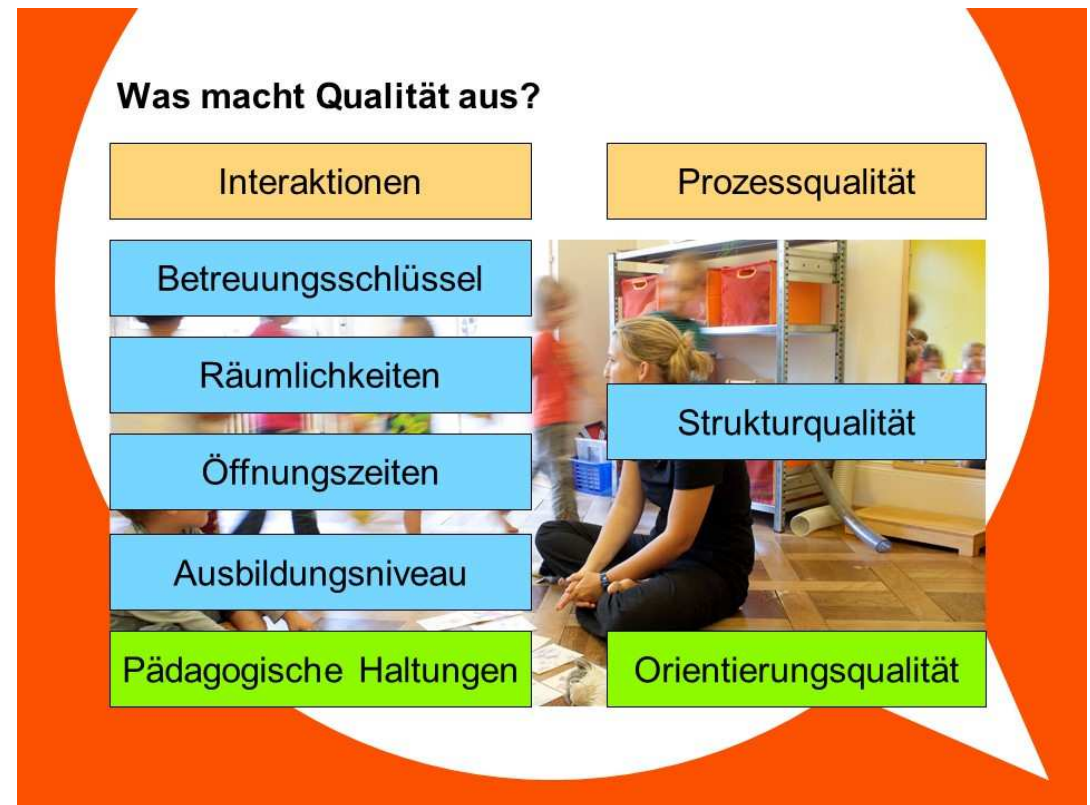 Was macht Qualität aus?
Interaktionen
Prozessqualität
Betreuungsschlüssel
Räumlichkeiten
Strukturqualität
Öffnungszeiten
Ausbildungsniveau
Pädagogische Haltungen
Orientierungsqualität